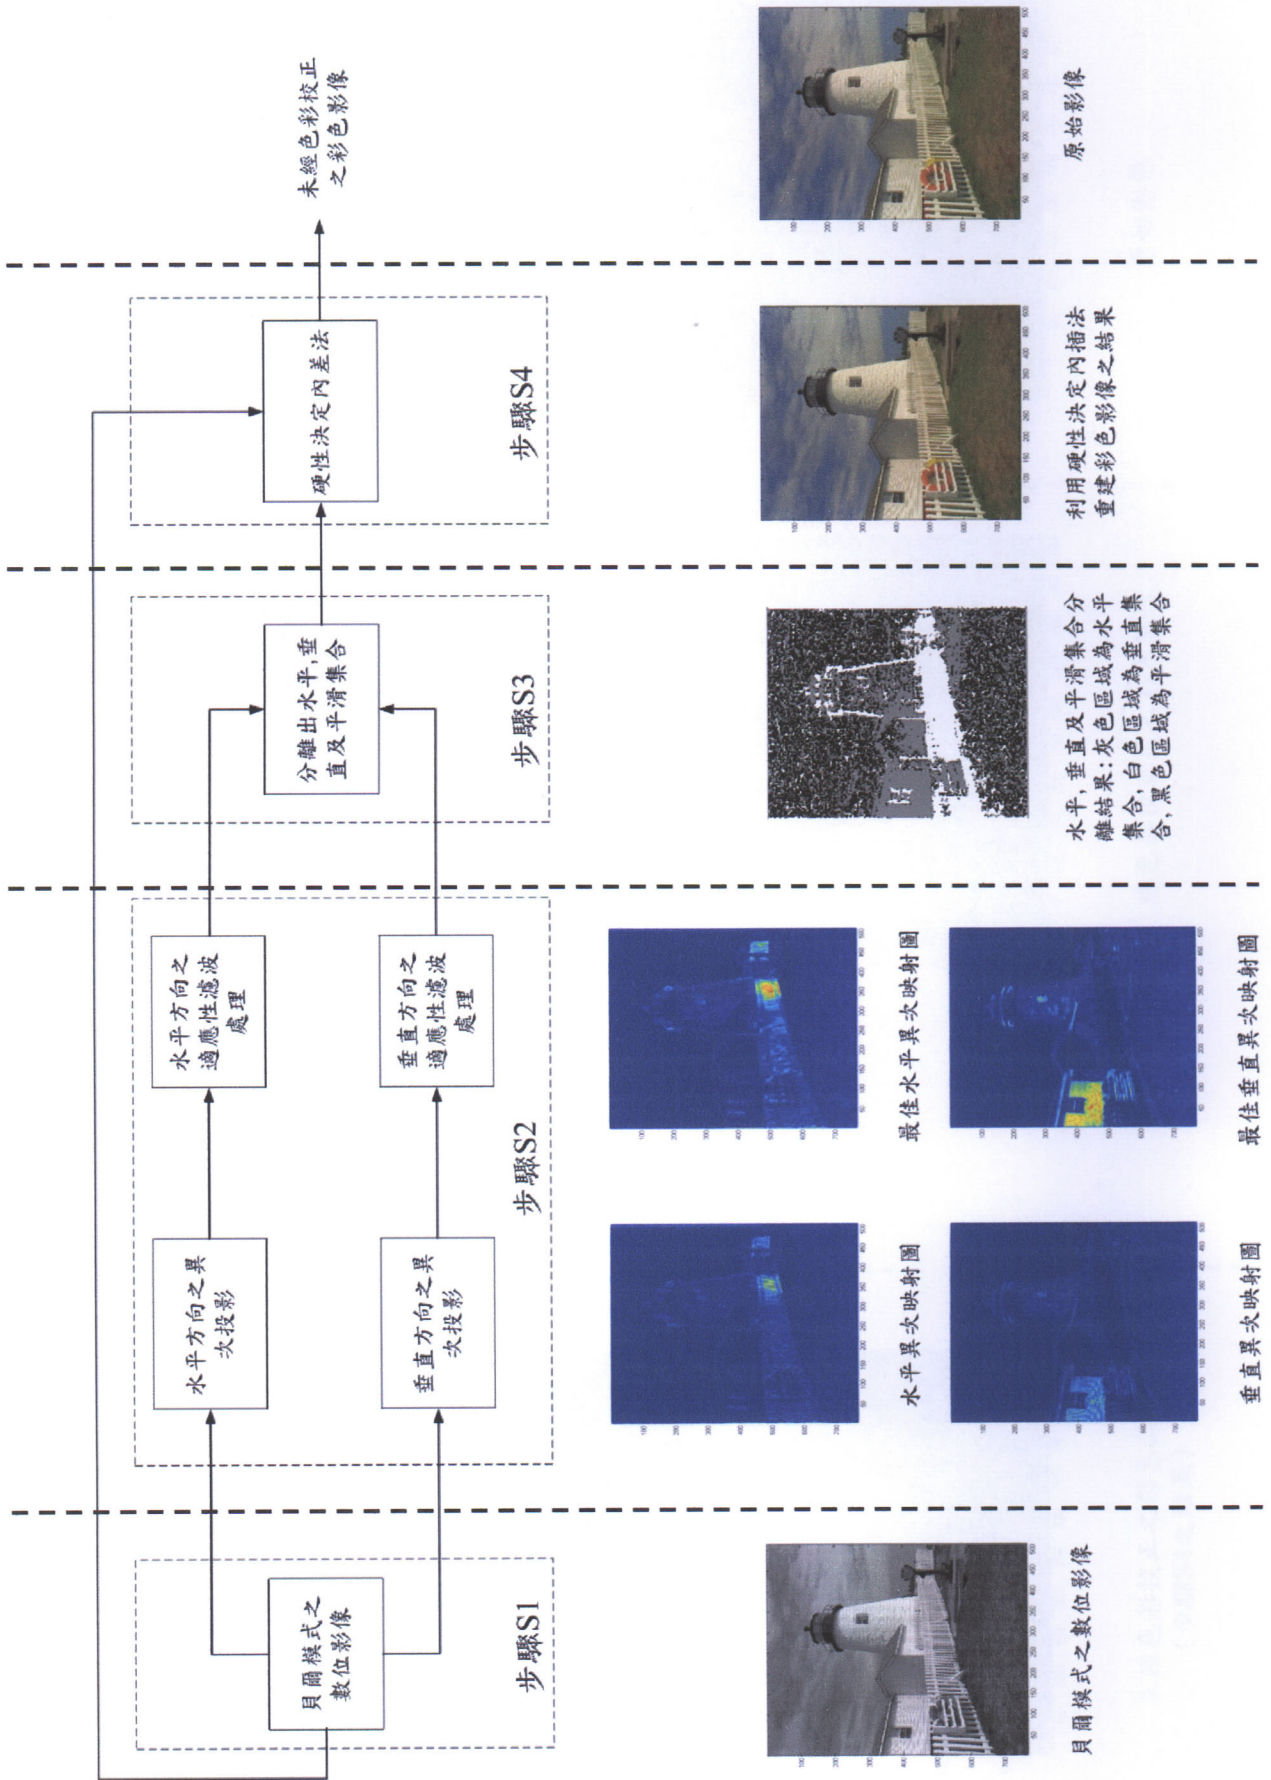 貝爾模式之
數位影像
步驟S1
水平方向之異
次投影
垂直方向之異
次投影
水平方向之
適應性濾波
處理
垂直方向之
適應性濾波
處理
步驟S2
分離出水平,垂
直及平滑集合
步驟S3
硬性決定內差法
步驟S4
未經色彩校正
之彩色影像
貝爾模式之數位影像
水平異次映射圖
最佳水平異次映射圖
垂直異次映射圖
最佳垂直異次映射圖
水平,垂直及平滑集合分
離結果:灰色區域為水平
集合,白色區域為垂直集
合,黑色區域為平滑集合
利用硬性決定內插法
重建彩色影像之結果
原始影像